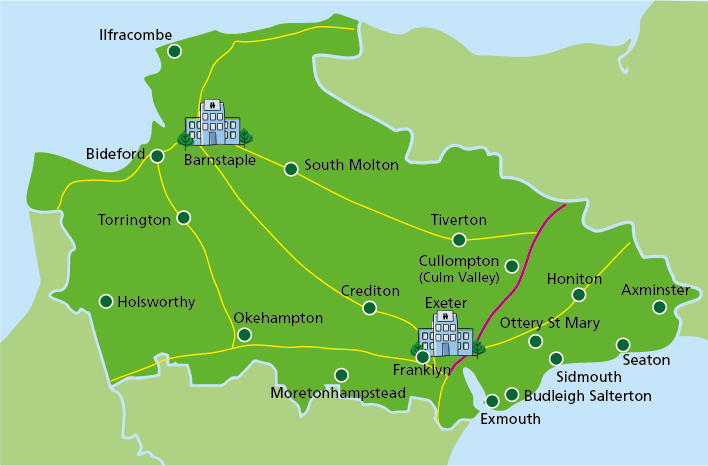 Ilfracombe
H
Bideford
Barnstaple
South Molton
Torrington
Tiverton
Cullompton
(Culm Valley)
Honiton
Axminster
Holsworthy
Crediton
Exeter
H
Okehampton
Ottery St Mary
Franklyn
Seaton
Sidmouth
Moretonhampstead
Budleigh Salterton
Exmouth